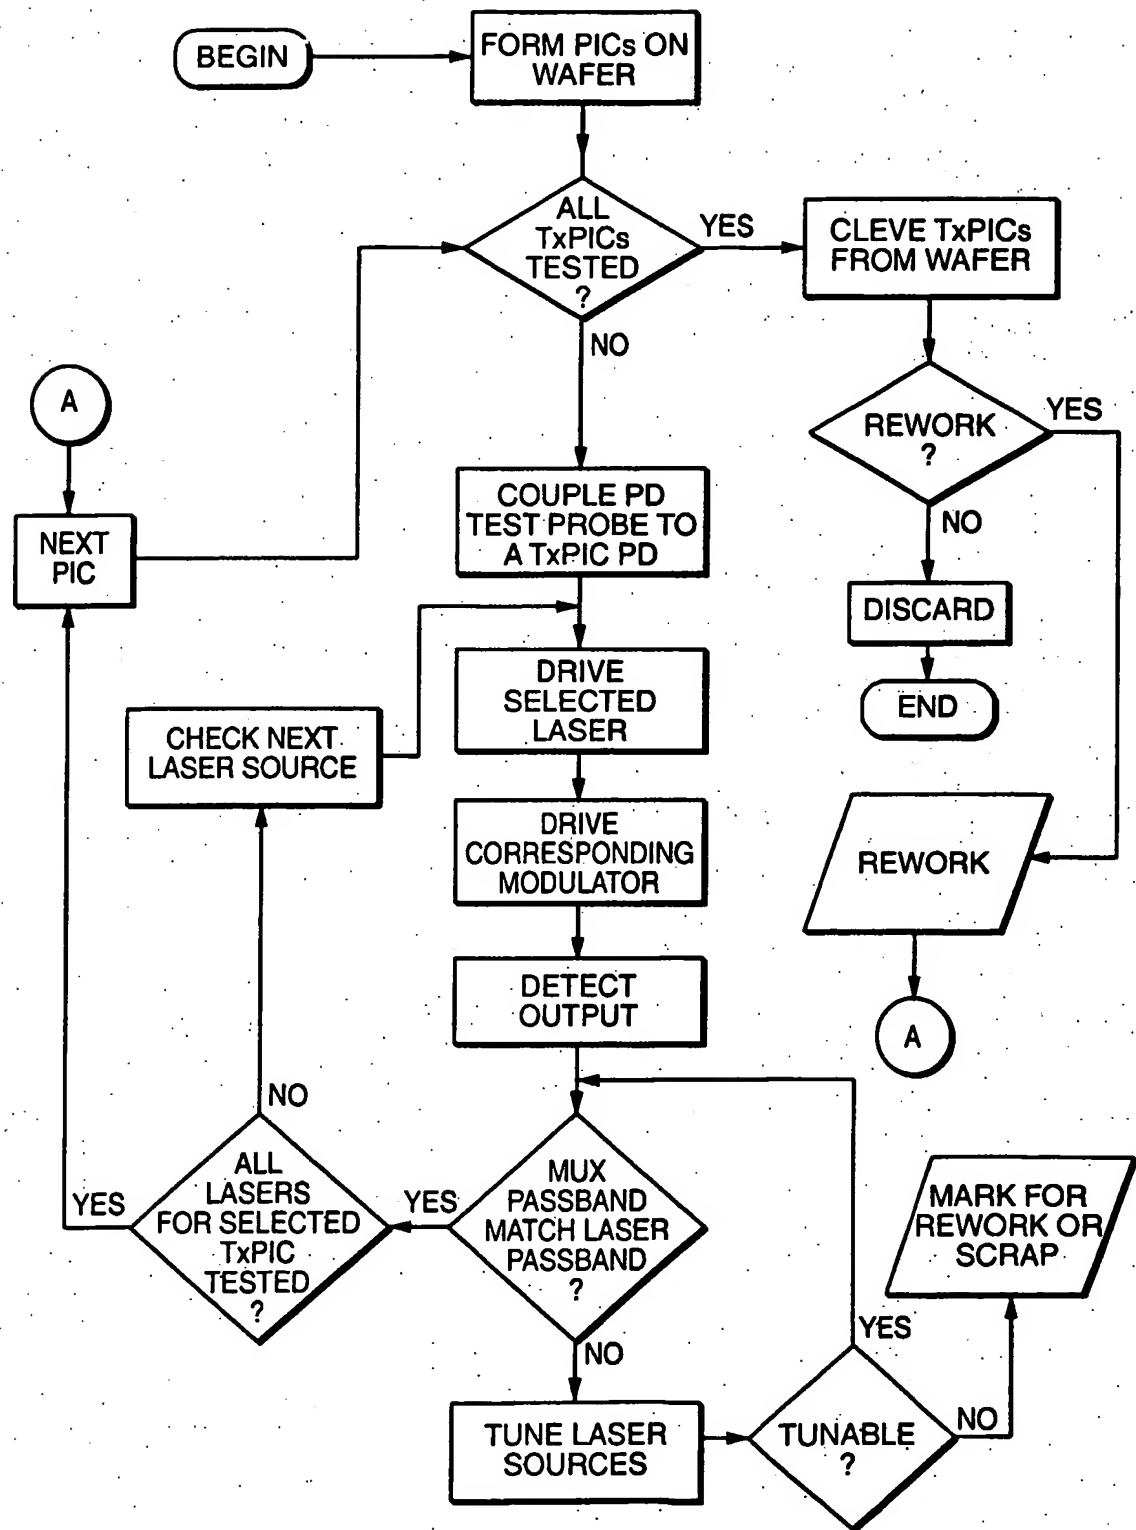 BEGIN
FORM PICs ON
WAFER
ALL
TxPICs
TESTED
?
YES
CLEVE TxPICs
FROM WAFER
NO
A
REWORK
?
YES
NO
COUPLE PD
TEST PROBE TO
A TxPIC PD
NEXT
PIC
DISCARD
END
DRIVE
SELECTED
LASER
CHECK NEXT
LASER SOURCE
DRIVE
CORRESPONDING
MODULATOR
REWORK
DETECT
OUTPUT
A
NO
ALL
LASERS
FOR SELECTED
TxPIC
TESTED
?
YES
YES
MUX
PASSBAND
MATCH LASER
PASSBAND
?
MARK FOR
REWORK OR
SCRAP
NO
YES
TUNE LASER
SOURCES
TUNABLE
?
NO